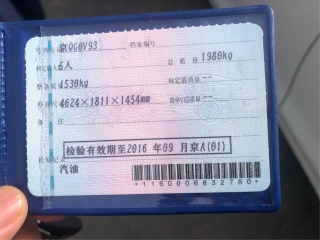 号牌号码 京QG0V93 档案编号
核定载人数 5人 总质量 1980kg
整备质量 1530kg 核定载质量 --
外廓尺寸 4624×1811×1454mm 准牵引总质量 --
检验有效期至2016 年09 月京A(01)
检验记录
汽油
*1160006832780*